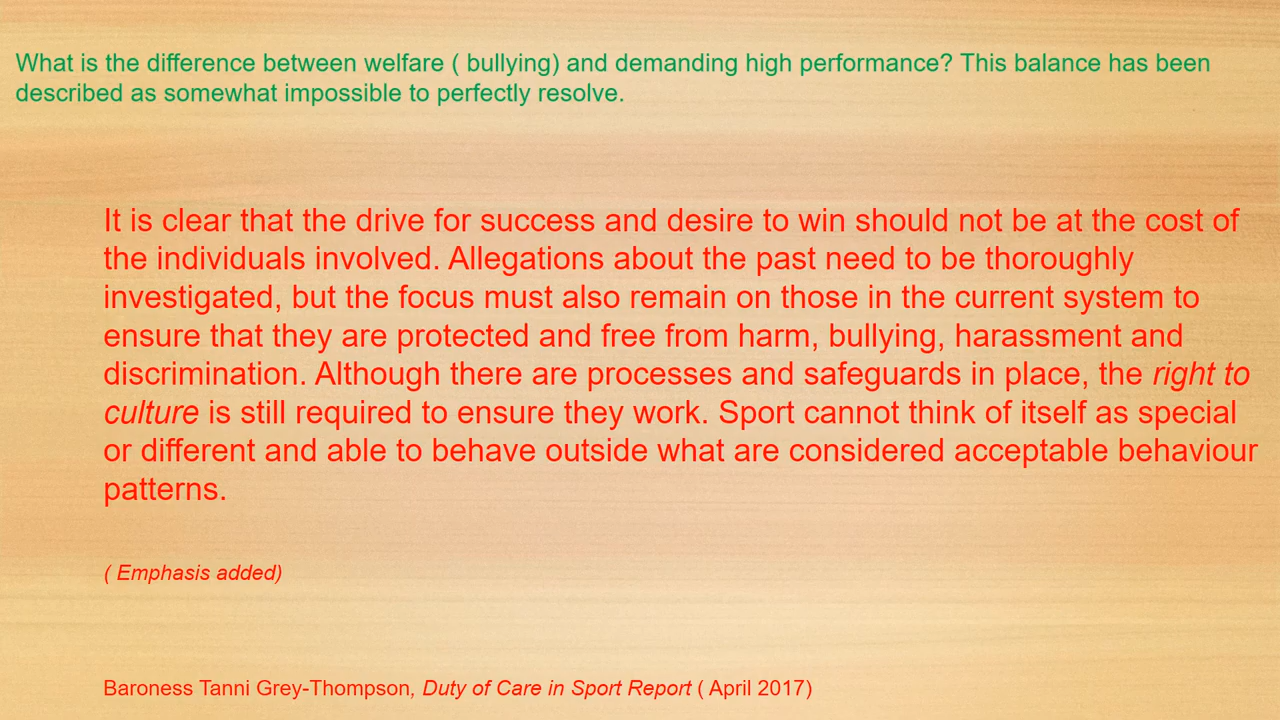 What is the difference between welfare ( bullying) and demanding high performance? This balance has been
described as somewhat impossible to perfectly resolve.
It is clear that the drive for success and desire to win should not be at the cost of
the individuals involved. Allegations about the past need to be thoroughly
investigated, but the focus must also remain on those in the current system to
ensure that they are protected and free from harm, bullying, harassment and
discrimination. Although there are processes and safeguards in place, the right to
culture is still required to ensure they work. Sport cannot think of itself as special
or different and able to behave outside what are considered acceptable behaviour
patterns.
( Emphasis added)
Baroness Tanni Grey-Thompson, Duty of Care in Sport Report ( April 2017)